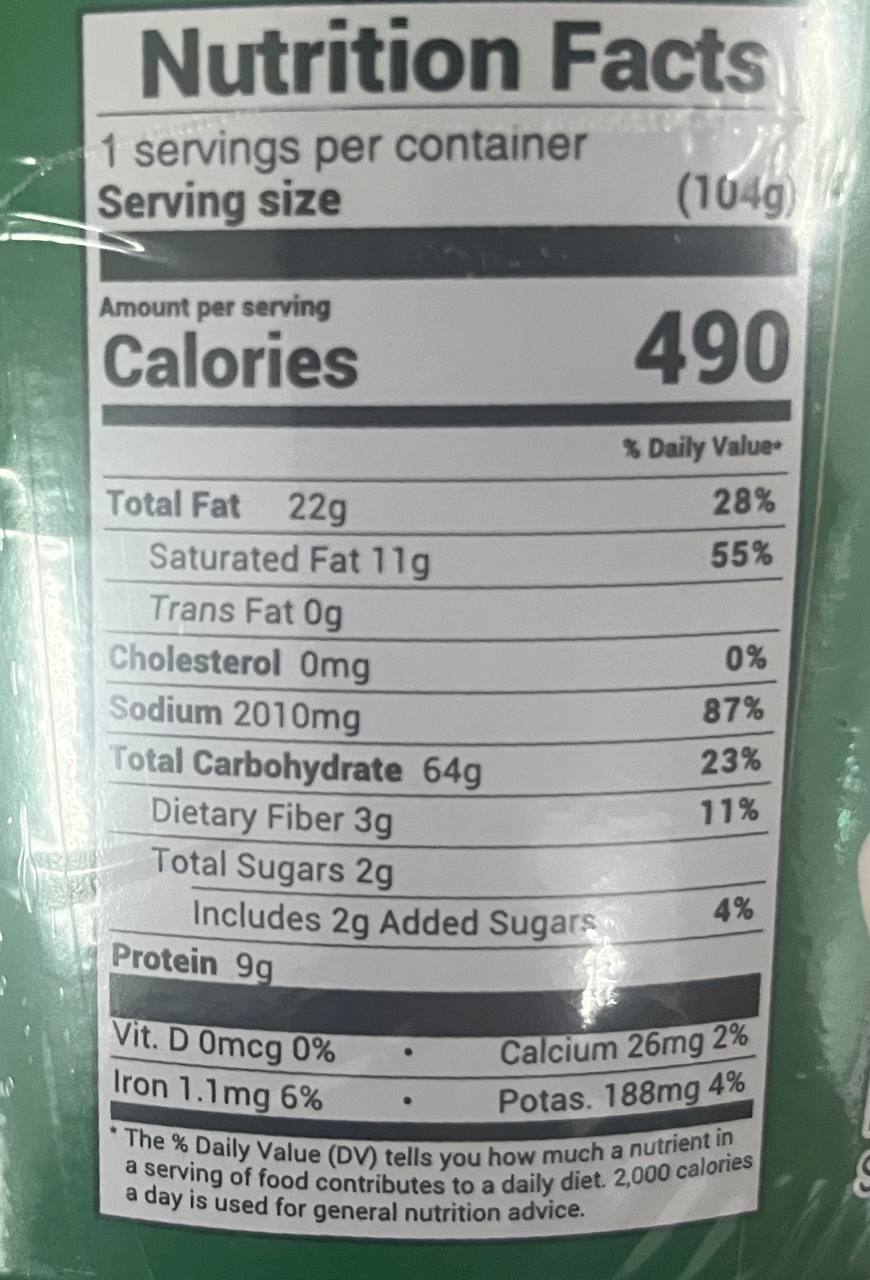 Nutrition Facts
1 servings per container
Serving size (104g)
Amount per serving
Calories 490
% Daily Value*
Total Fat 22g 28%
Saturated Fat 11g 55%
Trans Fat 0g
Cholesterol 0mg 0%
Sodium 2010mg 87%
Total Carbohydrate 64g 23%
Dietary Fiber 3g 11%
Total Sugars 2g
Includes 2g Added Sugars 4%
Protein 9g
Vit. D 0mcg 0% • Calcium 26mg 2%
Iron 1.1mg 6% • Potas. 188mg 4%
* The % Daily Value (DV) tells you how much a nutrient in
a serving of food contributes to a daily diet. 2,000 calories
a day is used for general nutrition advice.